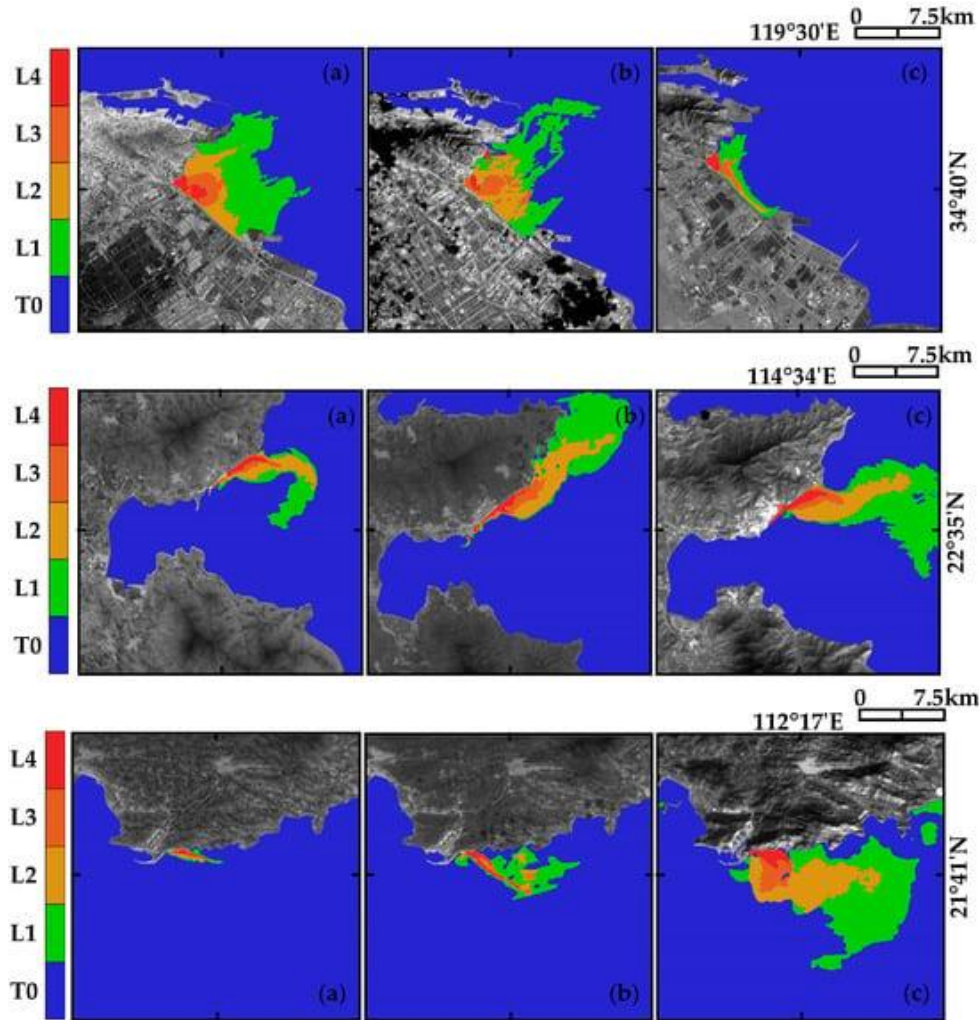 0 7.5km
119°30'E
L4
L3
L2
L1
T0
(a)
(b)
(c)
34°40'N
0 7.5km
114°34'E
L4
L3
L2
L1
T0
(a)
(b)
(c)
22°35'N
0 7.5km
112°17'E
L4
L3
L2
L1
T0
(a)
(b)
(c)
21°41'N